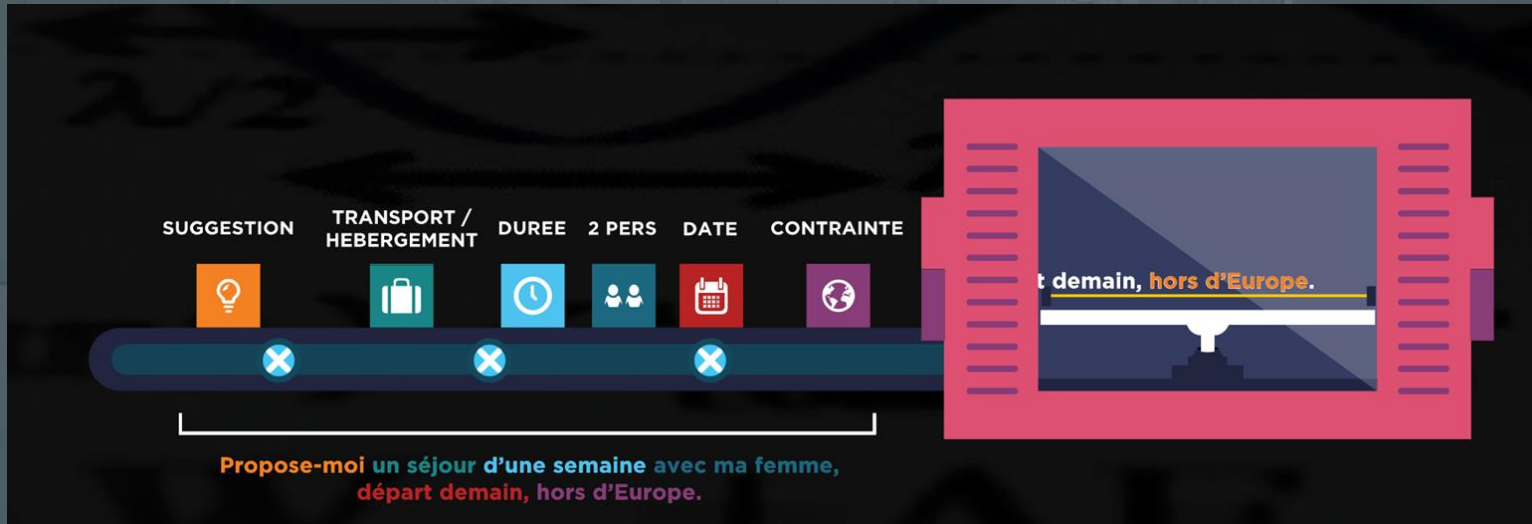 SUGGESTION
TRANSPORT /
HEBERGEMENT
DUREE
2 PERS
DATE
CONTRAINTE
t demain, hors d’Europe.
Propose-moi un séjour d’une semaine avec ma femme,
départ demain, hors d’Europe.
λ/2